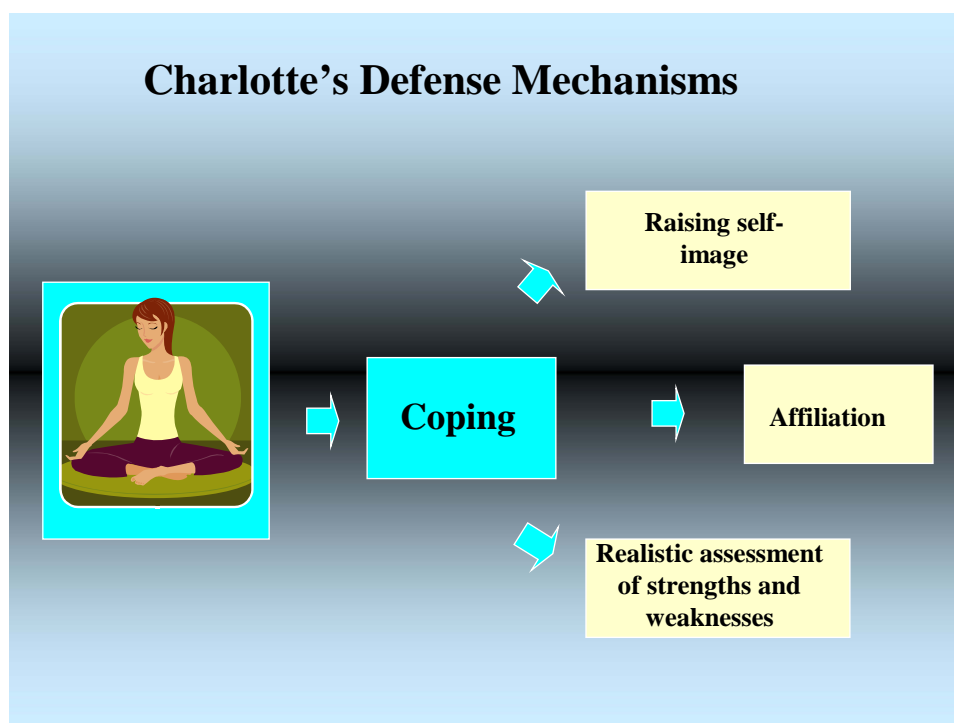 Charlotte’s Defense Mechanisms
Raising self-
image
Coping
Affiliation
Realistic assessment
of strengths and
weaknesses